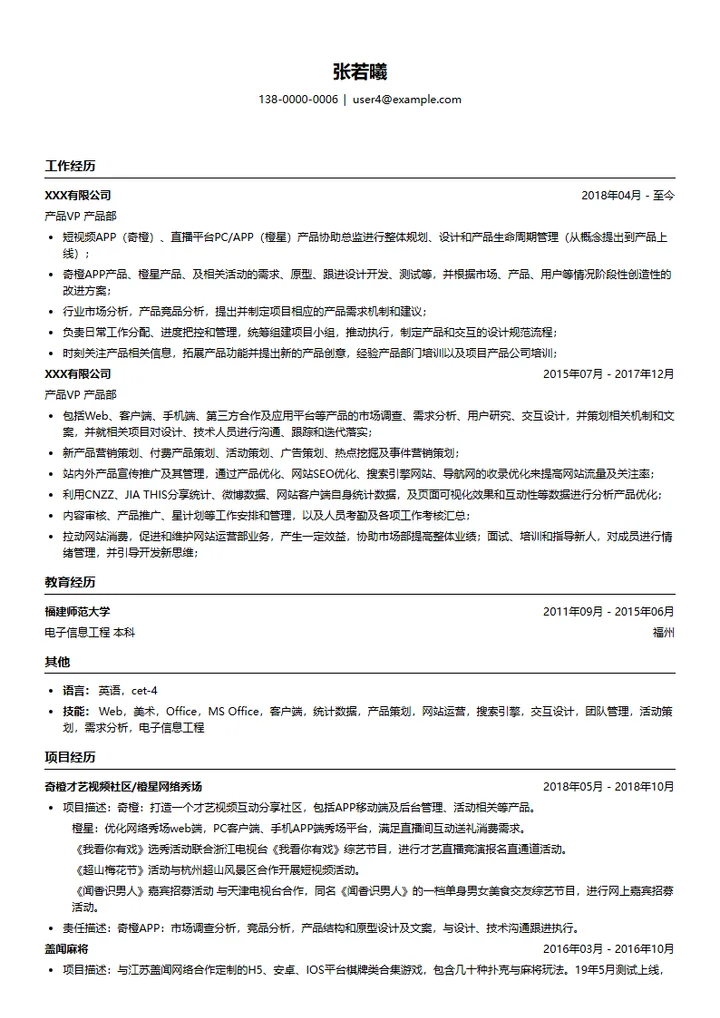 张若曦
138-0000-0006 | user4@example.com
工作经历
XXX有限公司 2018年04月 - 至今
产品VP 产品部
• 短视频APP（奇橙）、直播平台PC/APP（橙星）产品协助总监进行整体规划、设计和产品生命周期管理（从概念提出到产品上
线）;
• 奇橙APP产品、橙星产品、及相关活动的需求、原型、跟进设计开发、测试等，并根据市场、产品、用户等情况阶段性创造性的
改进方案;
• 行业市场分析，产品竞品分析，提出并制定项目相应的产品需求机制和建议;
• 负责日常工作分配、进度把控和管理，统筹组建项目小组，推动执行，制定产品和交互的设计规范流程;
• 时刻关注产品相关信息，拓展产品功能并提出新的产品创意，经验产品部门培训以及项目产品公司培训;
XXX有限公司 2015年07月 - 2017年12月
产品VP 产品部
• 包括Web、客户端、手机端、第三方合作及应用平台等产品的市场调查、需求分析、用户研究、交互设计，并策划相关机制和文
案，并就相关项目对设计、技术人员进行沟通、跟踪和迭代落实;
• 新产品营销策划、付费产品策划、活动策划、广告策划、热点挖掘及事件营销策划;
• 站内外产品宣传推广及其管理，通过产品优化、网站SEO优化、搜索引擎网站、导航网的收录优化来提高网站流量及关注率;
• 利用CNZZ、JIA THIS分享统计、微博数据、网站客户端自身统计数据，及页面可视化效果和互动性等数据进行分析产品优化;
• 内容审核、产品推广、星计划等工作安排和管理，以及人员考勤及各项工作考核汇总;
• 拉动网站消费，促进和维护网站运营部业务，产生一定效益，协助市场部提高整体业绩；面试、培训和指导新人，对成员进行情
绪管理，并引导开发新思维;
教育经历
福建师范大学 2011年09月 - 2015年06月
电子信息工程 本科 福州
其他
• 语言： 英语，cet-4
• 技能： Web，美术，Office，MS Office，客户端，统计数据，产品策划，网站运营，搜索引擎，交互设计，团队管理，活动策
划，需求分析，电子信息工程
项目经历
奇橙才艺视频社区/橙星网络秀场 2018年05月 - 2018年10月
• 项目描述：奇橙：打造一个才艺视频互动分享社区，包括APP移动端及后台管理、活动相关等产品。
橙星：优化网络秀场web端，PC客户端、手机APP端秀场平台，满足直播间互动送礼消费需求。
《我看你有戏》选秀活动联合浙江电视台《我看你有戏》综艺节目，进行才艺直播竞演报名直通道活动。
《超山梅花节》活动与杭州超山风景区合作开展短视频活动。
《闻香识男人》嘉宾招募活动 与天津电视台合作，同名《闻香识男人》的一档单身男女美食交友综艺节目，进行网上嘉宾招募
活动。
• 责任描述：奇橙APP：市场调查分析，竞品分析，产品结构和原型设计及文案，与设计、技术沟通跟进执行。
盖闻麻将 2016年03月 - 2016年10月
• 项目描述：与江苏盖闻网络合作定制的H5、安卓、IOS平台棋牌类合集游戏，包含几十种扑克与麻将玩法。19年5月测试上线，